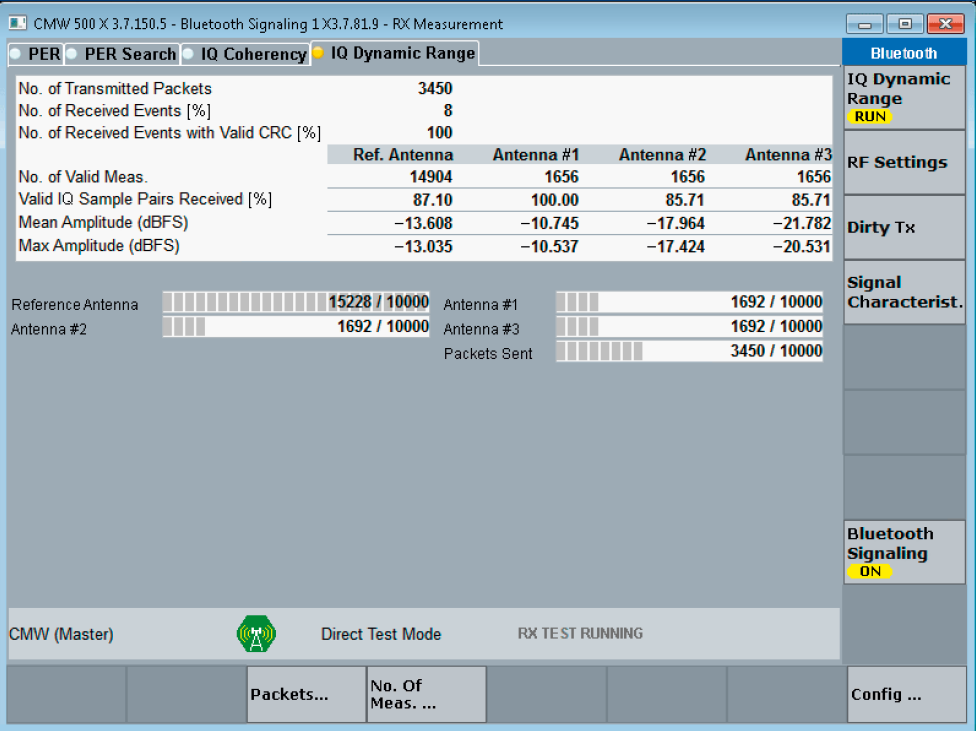 CMW 500 X 3.7.150.5 - Bluetooth Signaling 1 X3.7.81.9 - RX Measurement
PER PER Search IQ Coherency IQ Dynamic Range
No. of Transmitted Packets 3450
No. of Received Events [%] 8
No. of Received Events with Valid CRC [%] 100
Ref. Antenna Antenna #1 Antenna #2 Antenna #3
No. of Valid Meas. 14904 1656 1656 1656
Valid IQ Sample Pairs Received [%] 87.10 100.00 85.71 85.71
Mean Amplitude (dBFS) −13.608 −10.745 −17.964 −21.782
Max Amplitude (dBFS) −13.035 −10.537 −17.424 −20.531
Reference Antenna 15228 / 10000 Antenna #1 1692 / 10000
Antenna #2 1692 / 10000 Antenna #3 1692 / 10000
Packets Sent 3450 / 10000
CMW (Master) Direct Test Mode RX TEST RUNNING
Bluetooth
IQ Dynamic
Range
RUN
RF Settings
Dirty Tx
Signal
Characterist.
Bluetooth
Signaling
ON
Packets...
No. Of
Meas. ...
Config ...